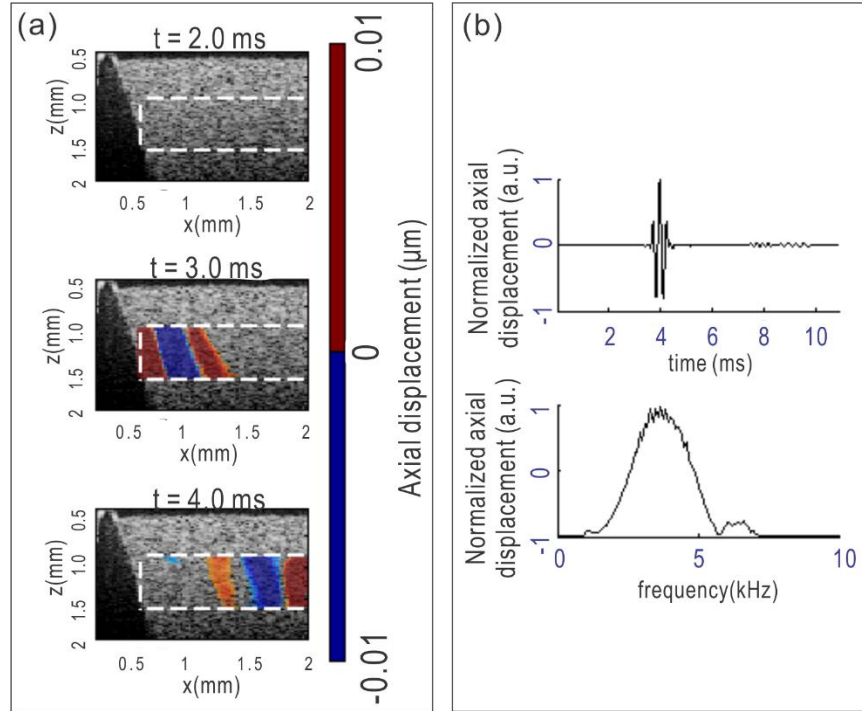 (a)
t = 2.0 ms
0.5
1.0
1.5
2
z(mm)
0.5 1 1.5 2
x(mm)
t = 3.0 ms
0.5
1.0
1.5
2
z(mm)
0.5 1 1.5 2
x(mm)
t = 4.0 ms
0.5
1.0
1.5
2
z(mm)
0.5 1 1.5 2
x(mm)
0.01
0
-0.01
Axial displacement (μm)
(b)
Normalized axial
displacement (a.u.)
1
0
-1
2 4 6 8 10
time (ms)
Normalized axial
displacement (a.u.)
1
0
-1
0 5 10
frequency(kHz)